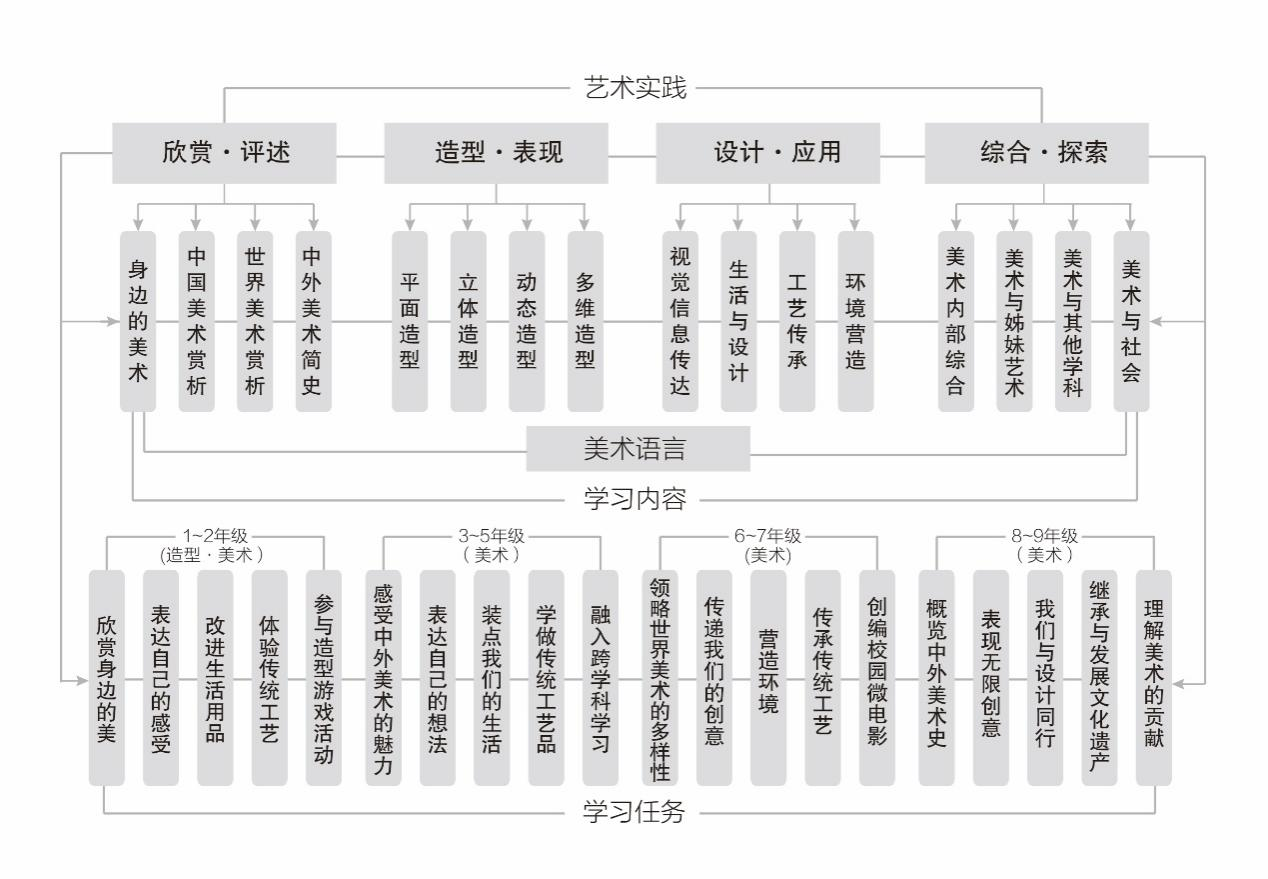 艺术实践
欣赏·评述
造型·表现
设计·应用
综合·探索
身边的美术
中国美术赏析
世界美术赏析
中外美术简史
平面造型
立体造型
动态造型
多维造型
视觉信息传达
生活与设计
工艺传承
环境营造
美术内部综合
美术与姊妹艺术
美术与其他学科
美术与社会
美术语言
学习内容
1~2年级
(造型·美术)
3~5年级
(美术)
6~7年级
(美术)
8~9年级
(美术)
欣赏身边的美
表达自己的感受
改进生活用品
体验传统工艺
参与造型游戏活动
感受中外美术的魅力
表达自己的想法
装点我们的生活
学做传统工艺品
融入跨学科学习
领略世界美术的多样性
传递我们的创意
营造环境
传承传统工艺
创编校园微电影
概览中外美术史
表现无限创意
我们与设计同行
继承与发展文化遗产
理解美术的贡献
学习任务